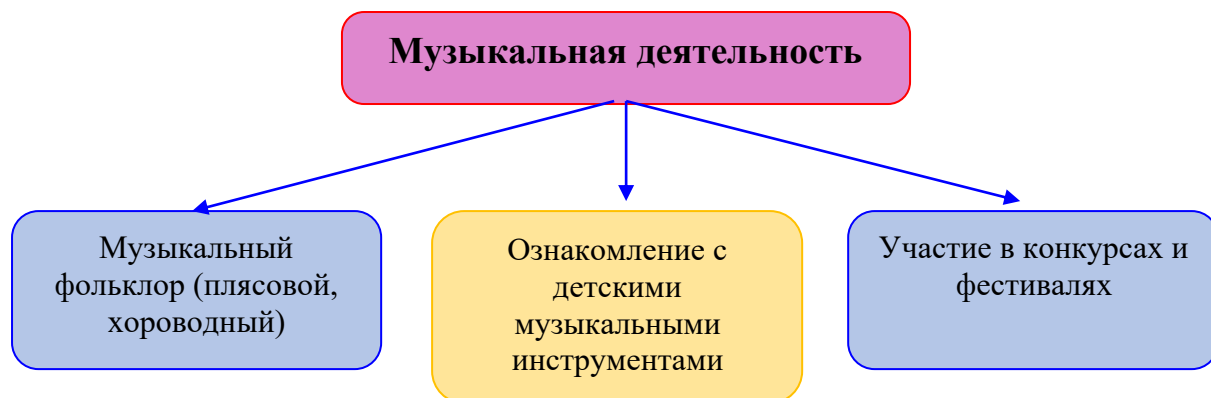 Музыкальная деятельность
Музыкальный
фольклор (плясовой,
хороводный)
Ознакомление с
детскими
музыкальными
инструментами
Участие в конкурсах и
фестивалях